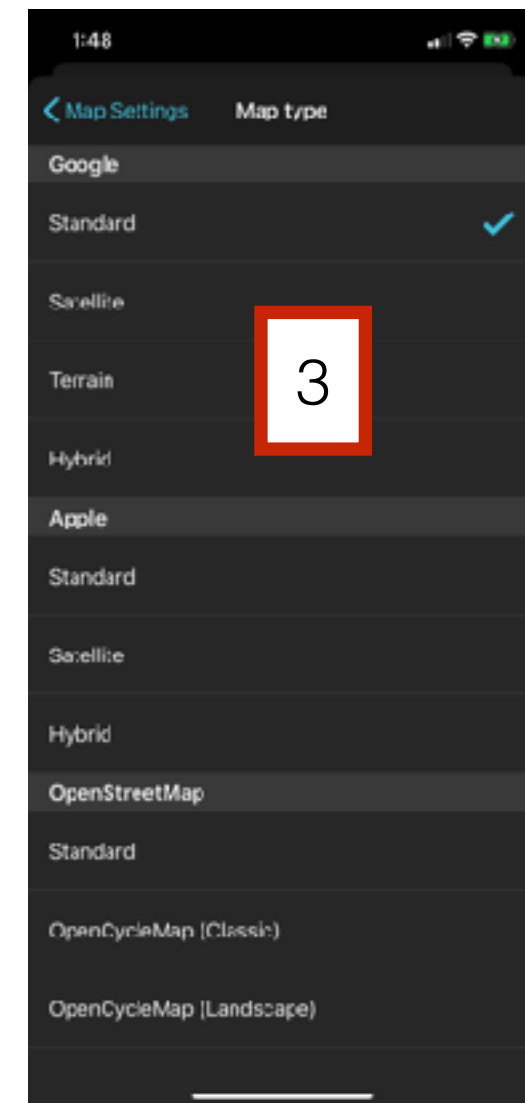 1:48
Map Settings Map type
Google
Standard
Satellite
Terrain
3
Hybrid
Apple
Standard
Satellite
Hybrid
OpenStreetMap
Standard
OpenCycleMap (Classic)
OpenCycleMap (Landscape)